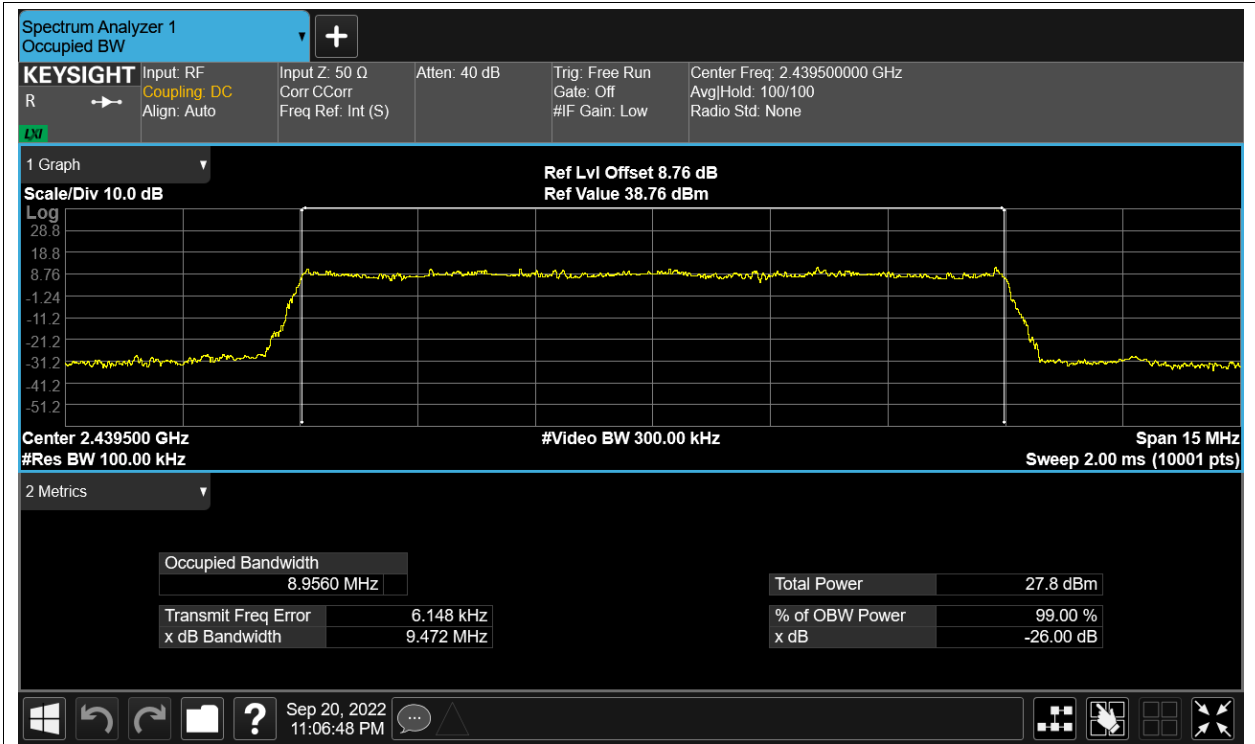 Spectrum Analyzer 1
Occupied BW
KEYSIGHT
R
LXI
Input: RF
Coupling: DC
Align: Auto
Input Z: 50 Ω
Corr CCorr
Freq Ref: Int (S)
Atten: 40 dB
Trig: Free Run
Gate: Off
#IF Gain: Low
Center Freq: 2.439500000 GHz
Avg|Hold: 100/100
Radio Std: None
1 Graph
Scale/Div 10.0 dB
Ref Lvl Offset 8.76 dB
Ref Value 38.76 dBm
Log
28.8
18.8
8.76
-1.24
-11.2
-21.2
-31.2
-41.2
-51.2
Center 2.439500 GHz
#Video BW 300.00 kHz
Span 15 MHz
#Res BW 100.00 kHz
Sweep 2.00 ms (10001 pts)
2 Metrics
Occupied Bandwidth
8.9560 MHz
Total Power 27.8 dBm
Transmit Freq Error 6.148 kHz
% of OBW Power 99.00 %
x dB Bandwidth 9.472 MHz
x dB -26.00 dB
?
Sep 20, 2022
11:06:48 PM